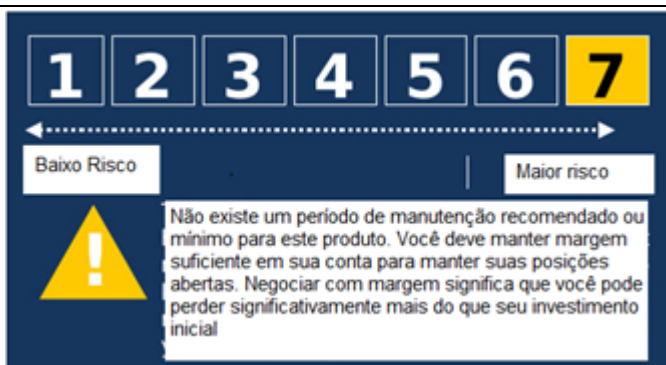 1 2 3 4 5 6 7
Baixo Risco
Maior risco
!
Não existe um período de manutenção recomendado ou
mínimo para este produto. Você deve manter margem
suficiente em sua conta para manter suas posições
abertas. Negociar com margem significa que você pode
perder significativamente mais do que seu investimento
inicial